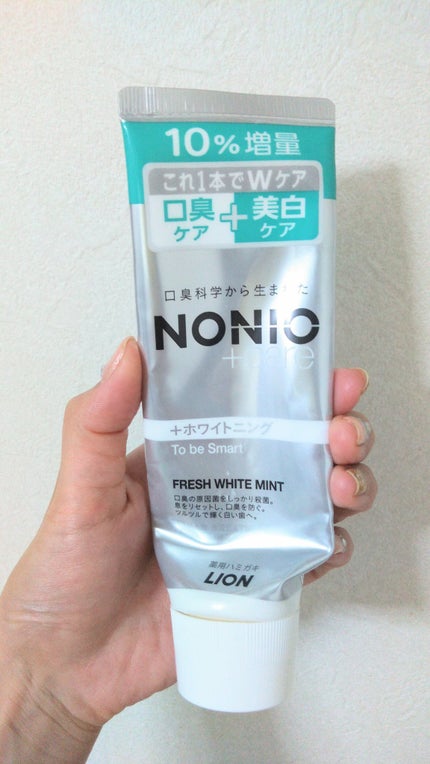 10%増量
これ1本でWケア
口臭ケア + 美白ケア
口臭科学から生まれた
NONIO
+care
+ホワイトニング
To be Smart
FRESH WHITE MINT
口臭の原因菌をしっかり殺菌。
息をリセットし、口臭を防ぐ。
ツルツルで輝く白い歯へ。
薬用ハミガキ
LION